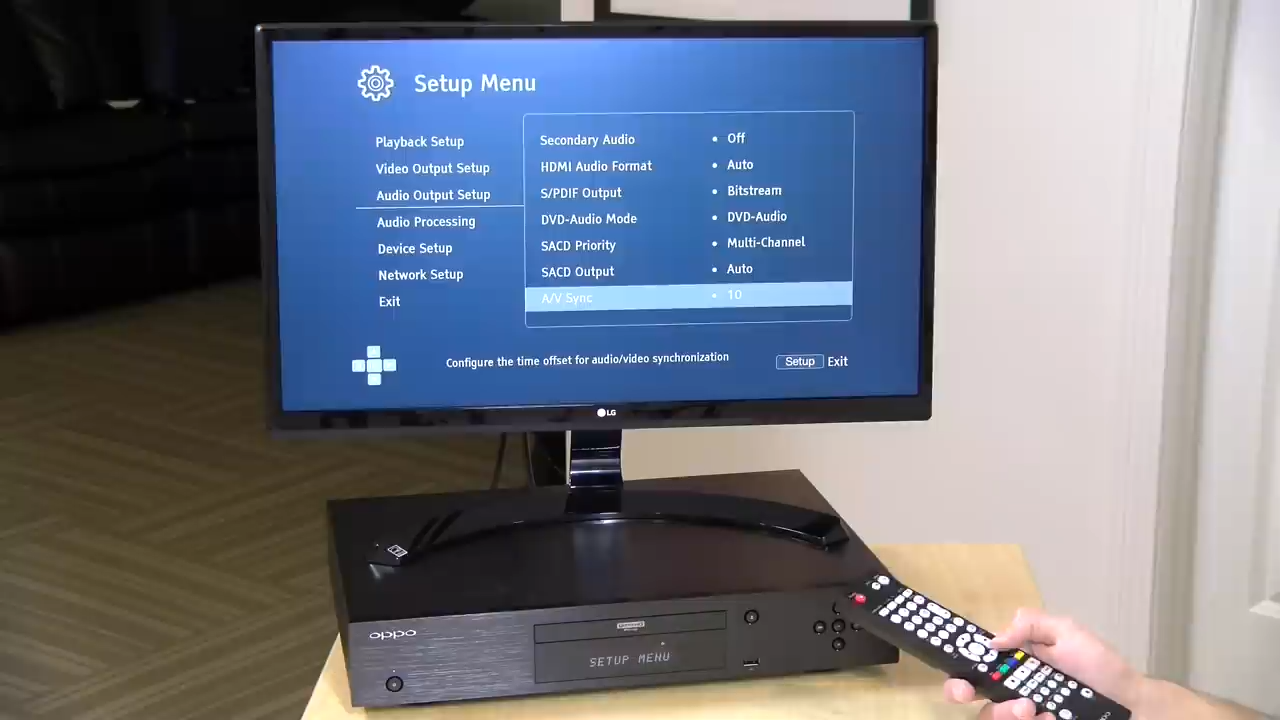 Setup Menu
Playback Setup
Video Output Setup
Audio Output Setup
Audio Processing
Device Setup
Network Setup
Exit
Secondary Audio • Off
HDMI Audio Format • Auto
S/PDIF Output • Bitstream
DVD-Audio Mode • DVD-Audio
SACD Priority • Multi-Channel
SACD Output • Auto
A/V Sync • 10
Configure the time offset for audio/video synchronization
Setup Exit
LG
oppo
SETUP MENU